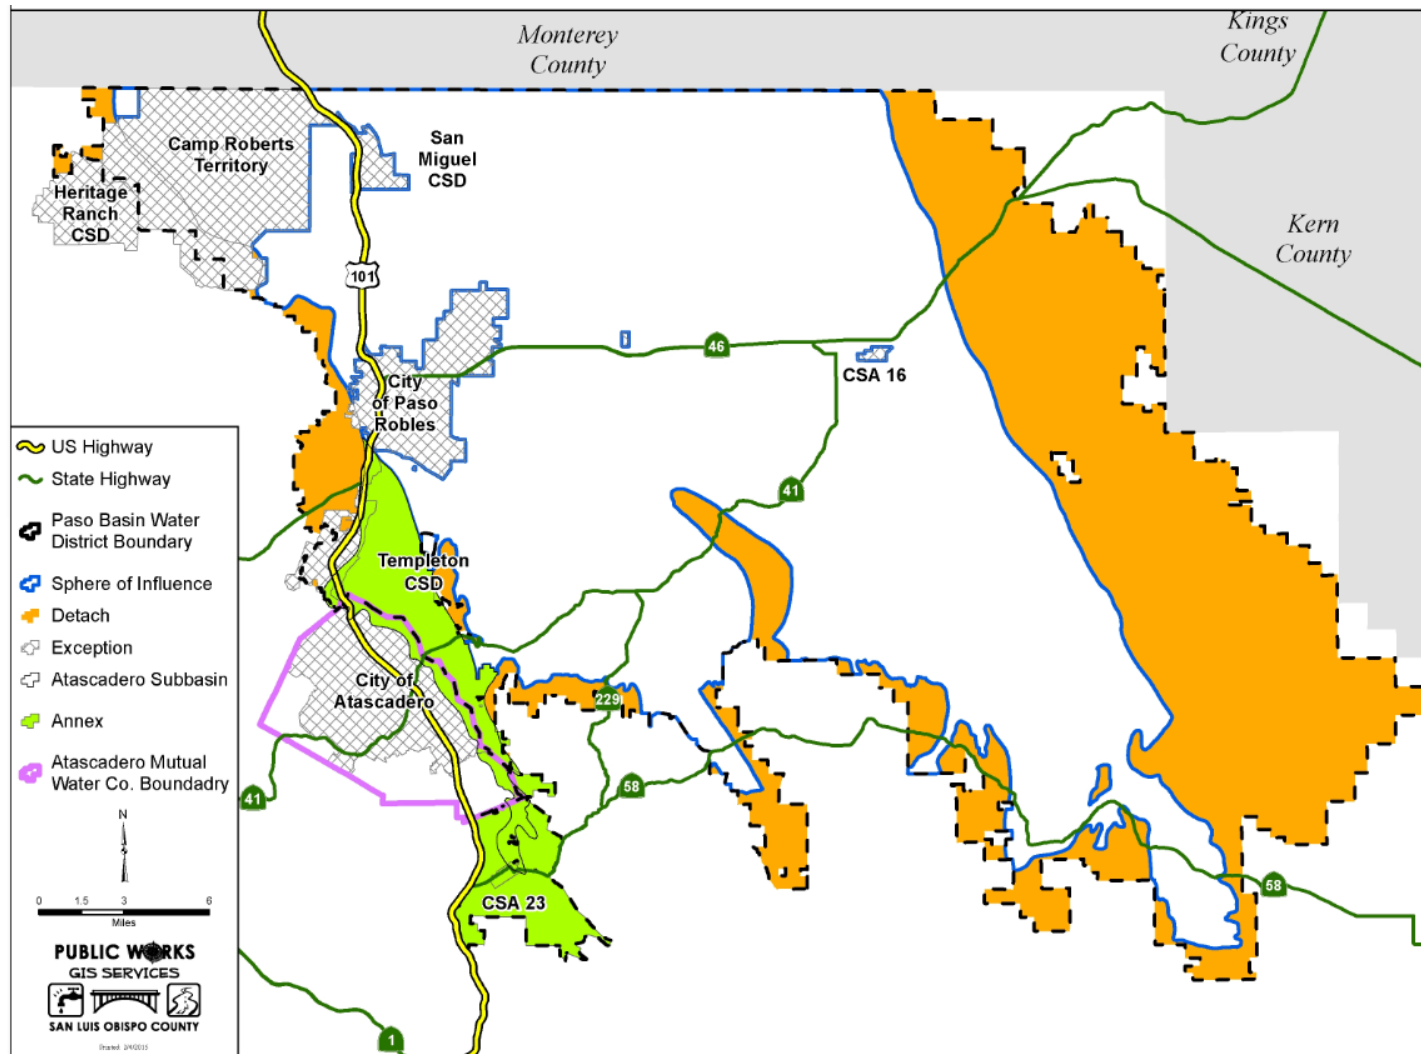 Monterey
County
Kings
County
Kern
County
Camp Roberts
Territory
San
Miguel
CSD
Heritage
Ranch
CSD
101
46
CSA 16
City
of Paso
Robles
41
Templeton
CSD
City of
Atascadero
229
58
41
CSA 23
58
1
US Highway
State Highway
Paso Basin Water
District Boundary
Sphere of Influence
Detach
Exception
Atascadero Subbasin
Annex
Atascadero Mutual
Water Co. Boundadry
N
0 1.5 3 6
Miles
PUBLIC WORKS
GIS SERVICES
SAN LUIS OBISPO COUNTY